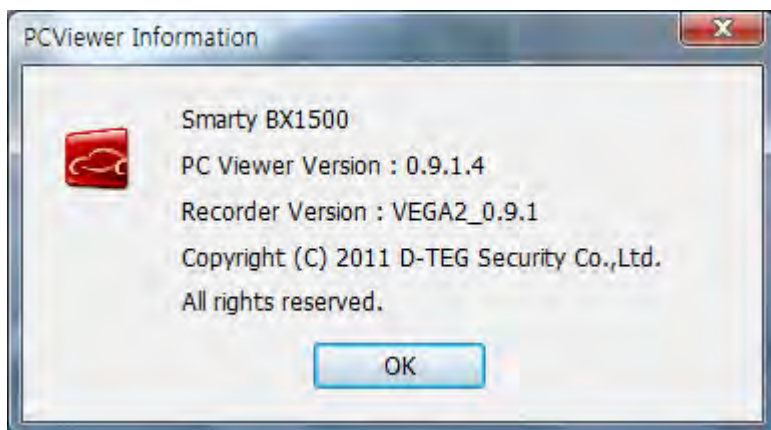 PCViewer Information
Smarty BX1500
PC Viewer Version : 0.9.1.4
Recorder Version : VEGA2_0.9.1
Copyright (C) 2011 D-TEG Security Co.,Ltd.
All rights reserved.
OK